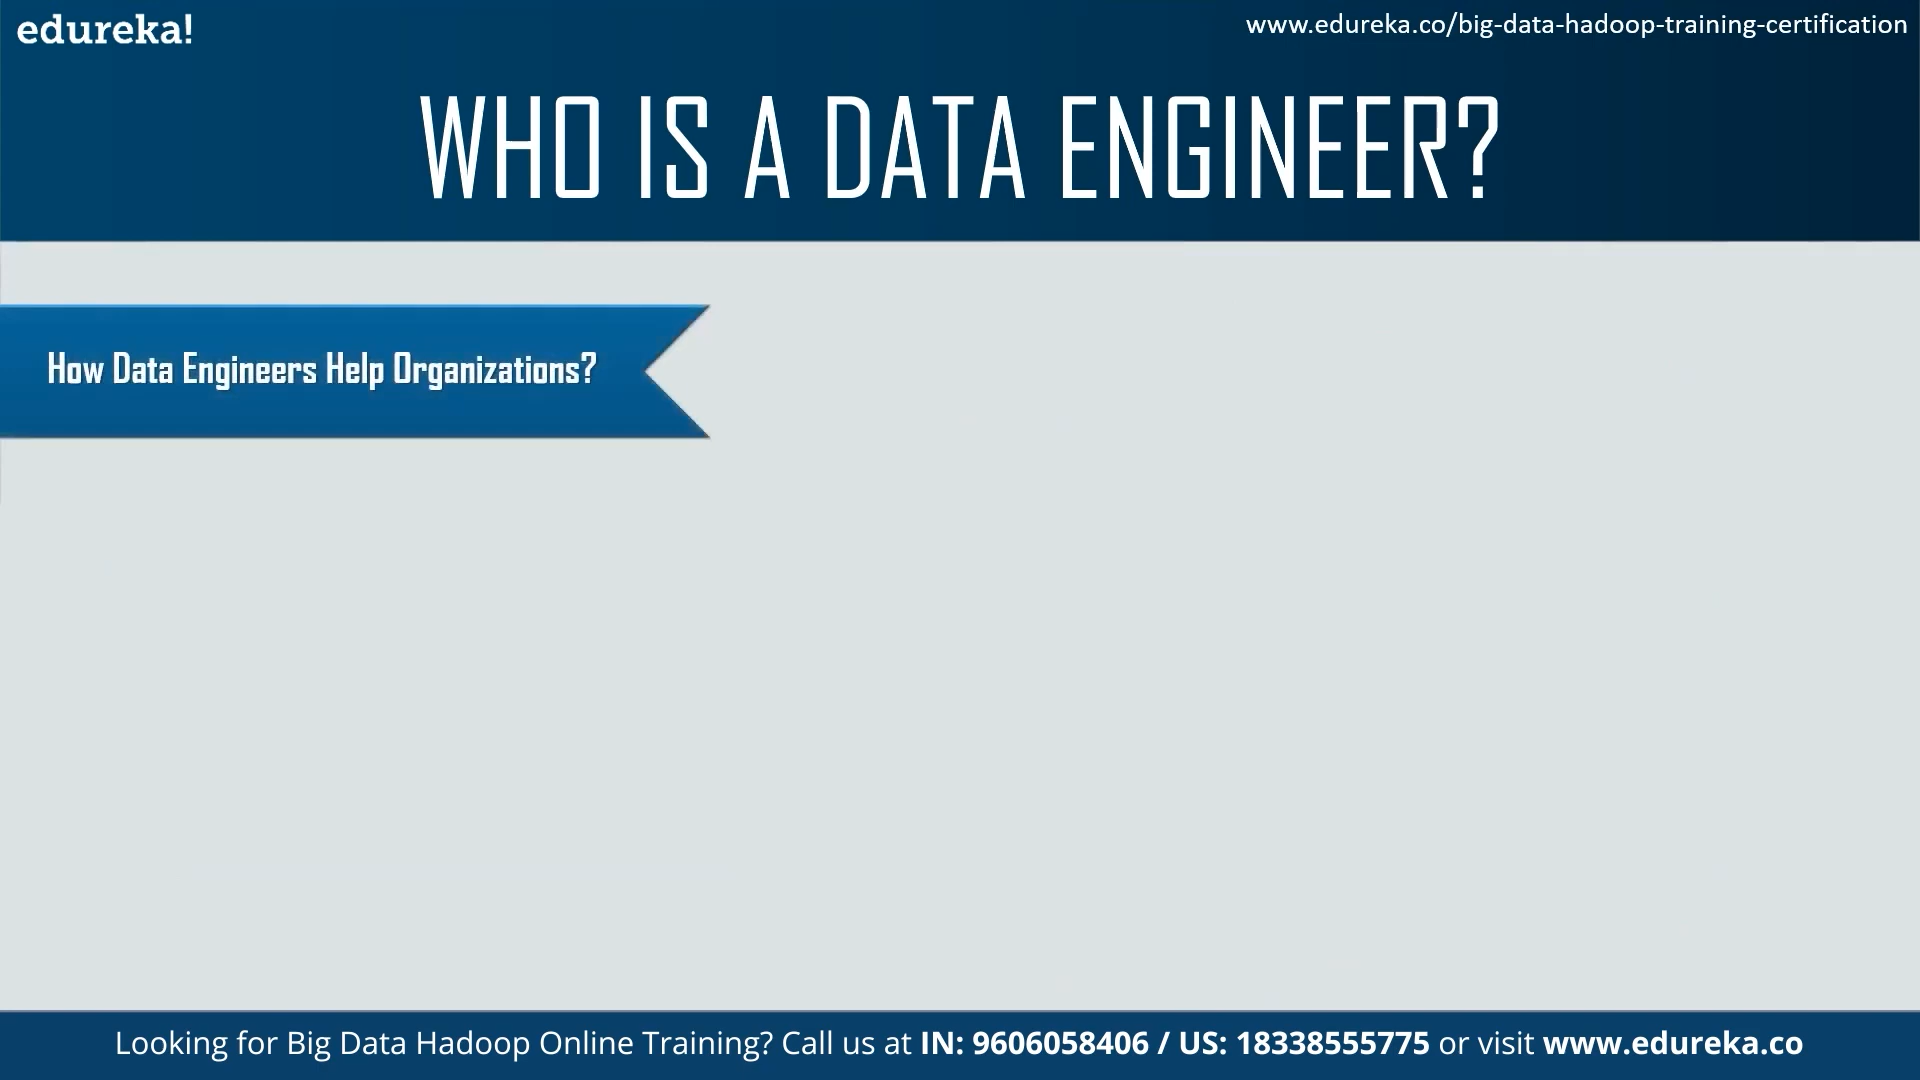 edureka!
www.edureka.co/big-data-hadoop-training-certification
WHO IS A DATA ENGINEER?
How Data Engineers Help Organizations?
Looking for Big Data Hadoop Online Training? Call us at IN: 9606058406 / US: 18338555775 or visit www.edureka.co